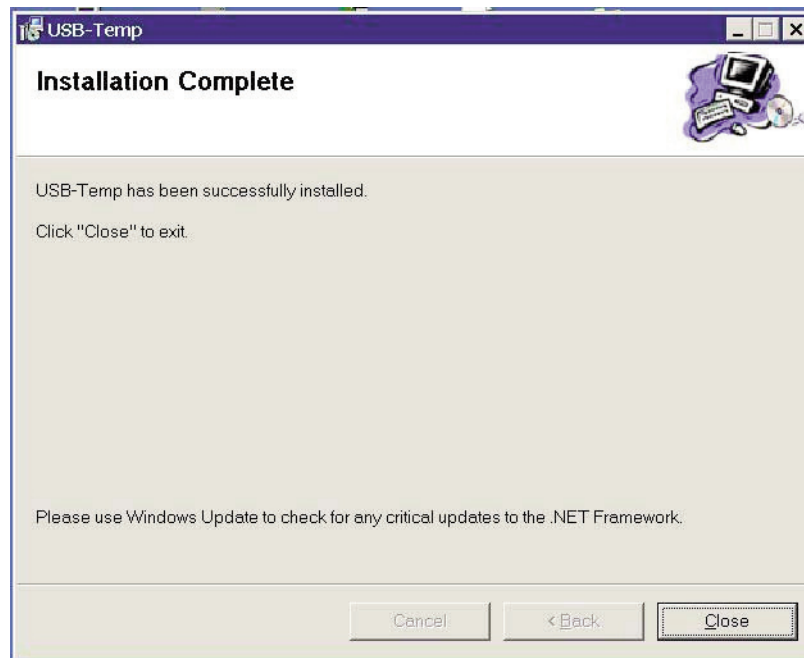 USB-Temp
Installation Complete
USB-Temp has been successfully installed.
Click "Close" to exit.
Please use Windows Update to check for any critical updates to the .NET Framework.
Cancel
< Back
Close